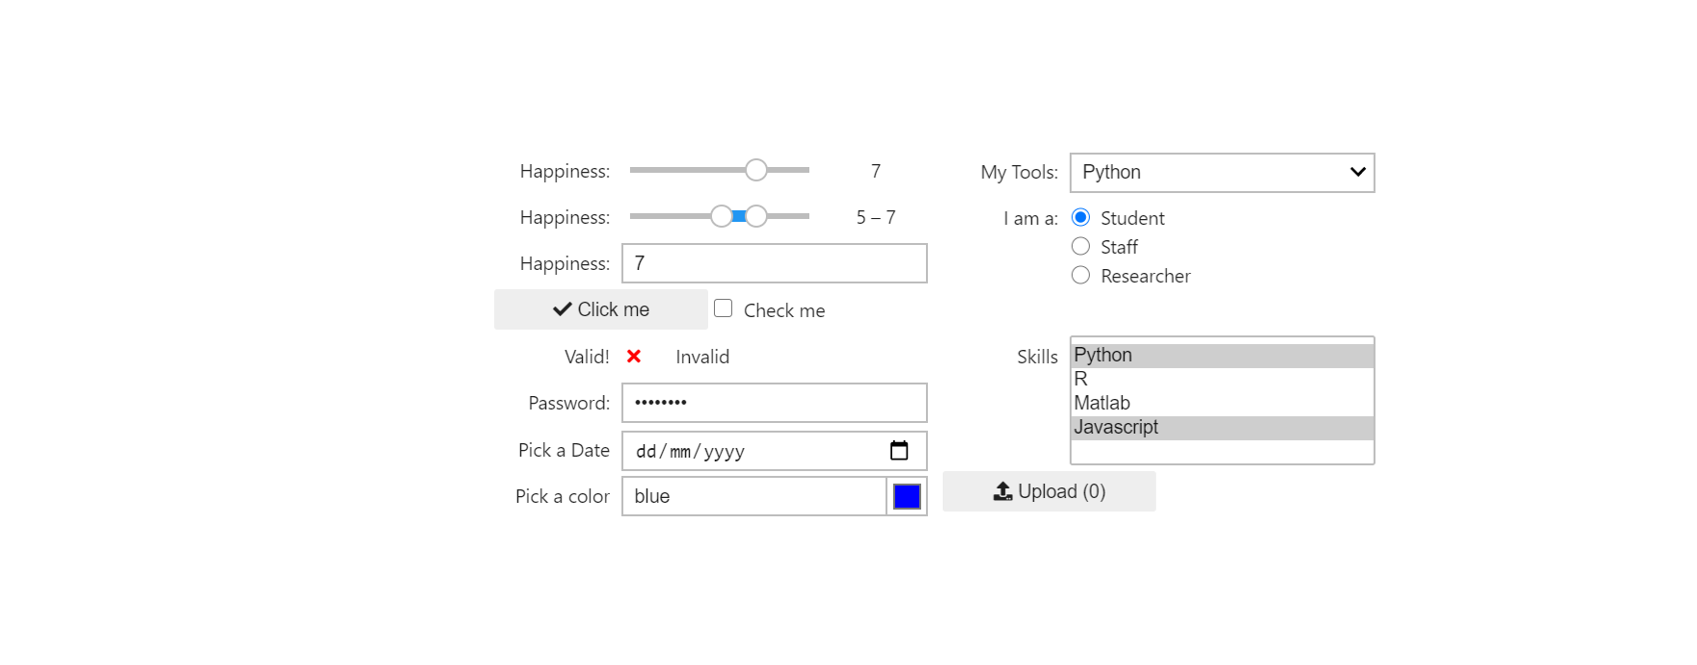 Happiness: 7
Happiness: 5 – 7
Happiness: 7
Click me Check me
Valid! Invalid
Password: ••••••••
Pick a Date dd/mm/yyyy
Pick a color blue
My Tools: Python
I am a: Student
Staff
Researcher
Skills Python
R
Matlab
Javascript
Upload (0)